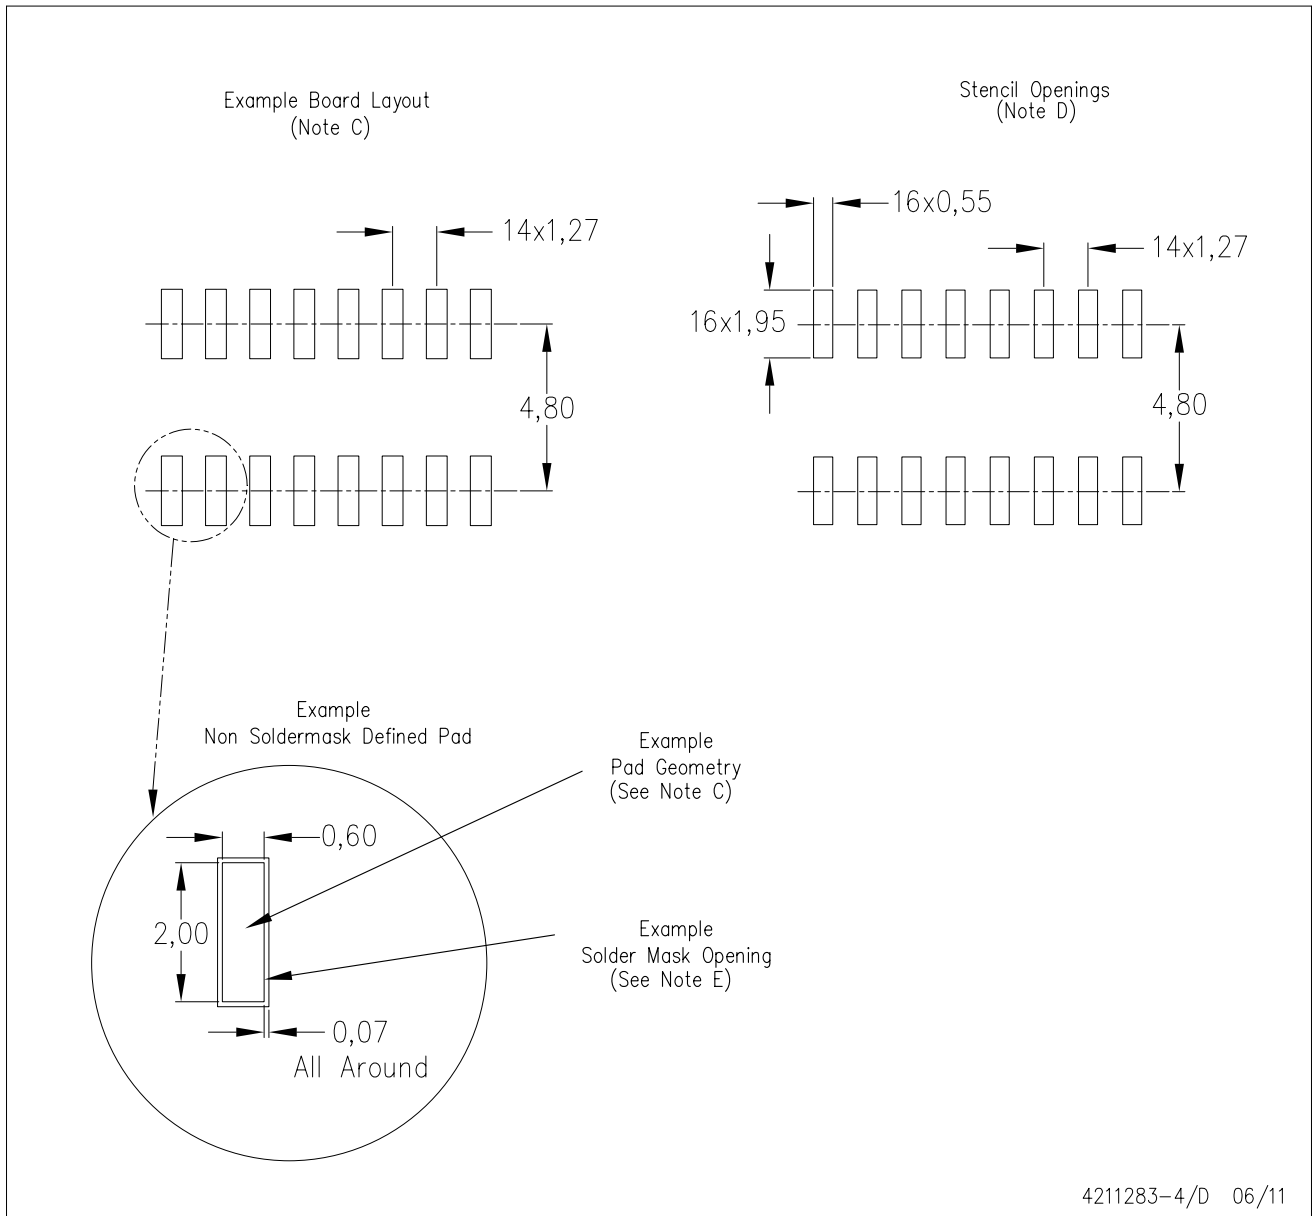 Example Board Layout
(Note C)
Stencil Openings
(Note D)
16x0,55
14x1,27
14x1,27
16x1,95
4,80
4,80
Example
Non Soldermask Defined Pad
Example
Pad Geometry
(See Note C)
0,60
2,00
Example
Solder Mask Opening
(See Note E)
0,07
All Around
4211283-4/D 06/11